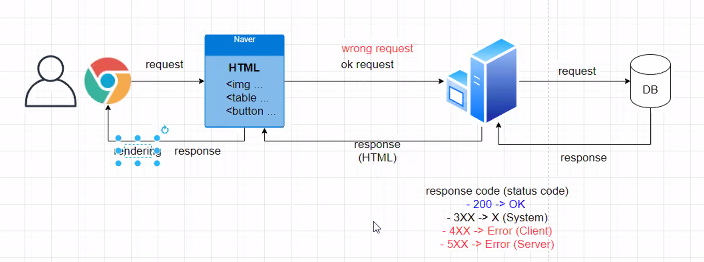 Naver
HTML
<img ...
<table ...
<button ...
request
wrong request
ok request
request
DB
rendering
response
response
(HTML)
response
response code (status code)
- 200 -> OK
- 3XX -> X (System)
- 4XX -> Error (Client)
- 5XX -> Error (Server)